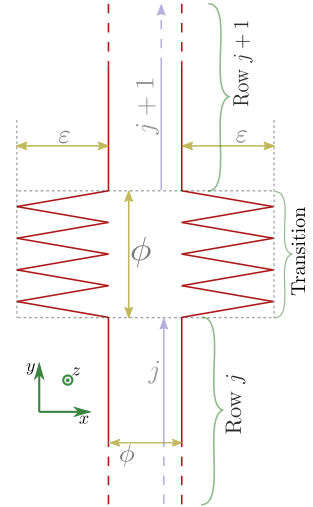 Row j + 1
j + 1
ε
ε
ϕ
Transition
j
Row j
y
z
x
ϕ